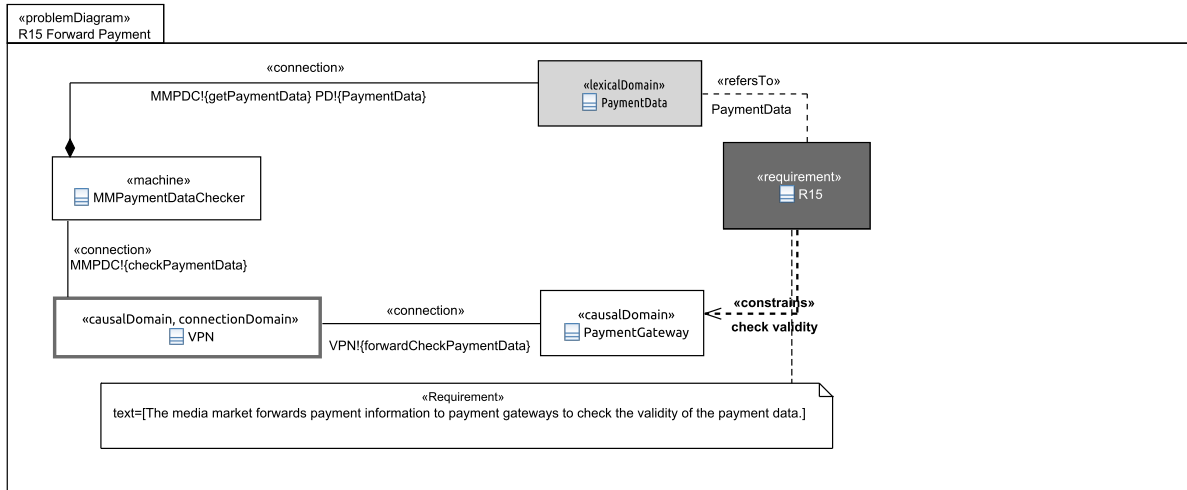 «problemDiagram»
R15 Forward Payment
«connection»
MMPDC!{getPaymentData} PD!{PaymentData}
«lexicalDomain»
PaymentData
«refersTo»
PaymentData
«machine»
MMPaymentDataChecker
«requirement»
R15
«connection»
MMPDC!{checkPaymentData}
«causalDomain, connectionDomain»
VPN
«connection»
VPN!{forwardCheckPaymentData}
«causalDomain»
PaymentGateway
«constrains»
check validity
«Requirement»
text=[The media market forwards payment information to payment gateways to check the validity of the payment data.]